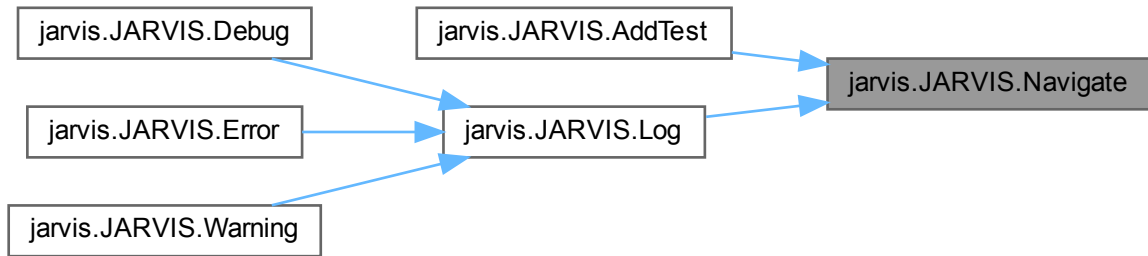 jarvis.JARVIS.Debug
jarvis.JARVIS.AddTest
jarvis.JARVIS.Navigate
jarvis.JARVIS.Error
jarvis.JARVIS.Log
jarvis.JARVIS.Warning